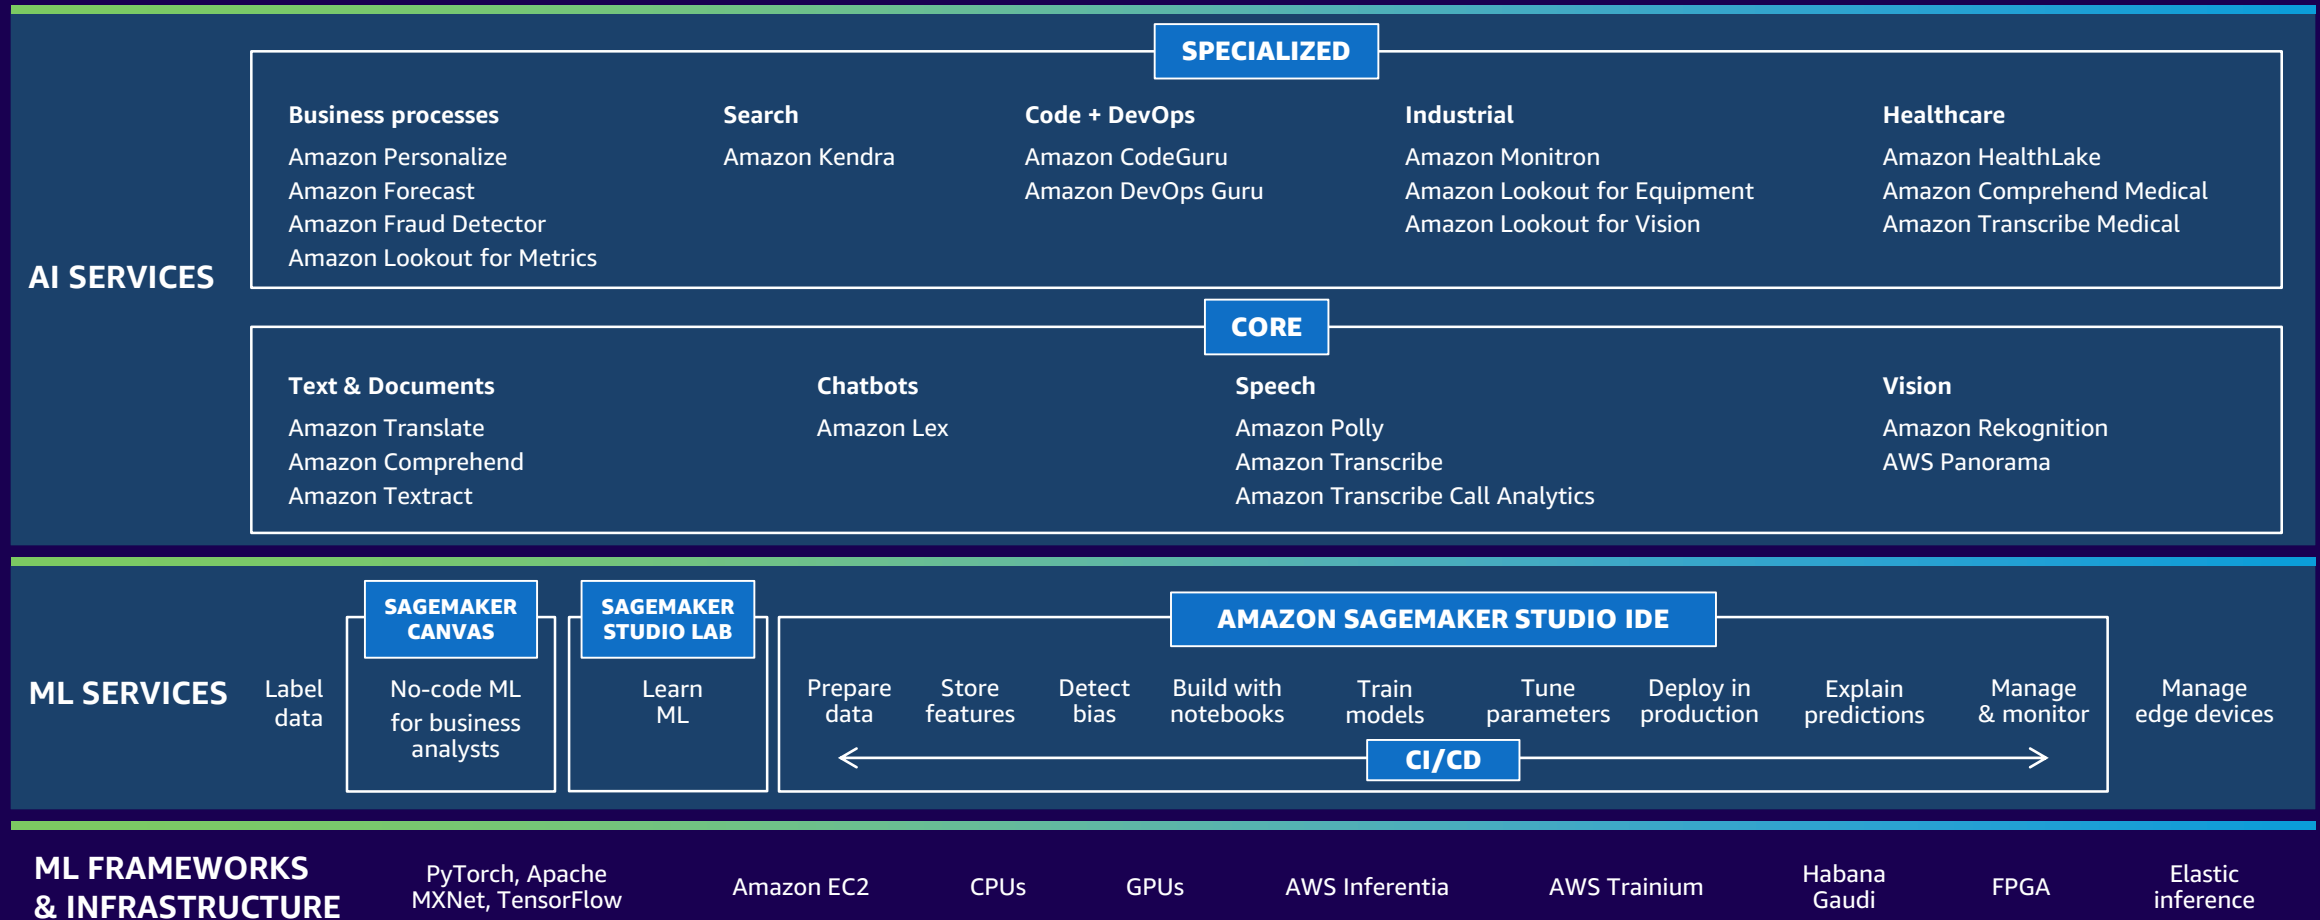 SPECIALIZED
Business processes
Amazon Personalize
Amazon Forecast
Amazon Fraud Detector
Amazon Lookout for Metrics
Search
Amazon Kendra
Code + DevOps
Amazon CodeGuru
Amazon DevOps Guru
Industrial
Amazon Monitron
Amazon Lookout for Equipment
Amazon Lookout for Vision
Healthcare
Amazon HealthLake
Amazon Comprehend Medical
Amazon Transcribe Medical
AI SERVICES
CORE
Text & Documents
Amazon Translate
Amazon Comprehend
Amazon Textract
Chatbots
Amazon Lex
Speech
Amazon Polly
Amazon Transcribe
Amazon Transcribe Call Analytics
Vision
Amazon Rekognition
AWS Panorama
ML SERVICES
Label
data
SAGEMAKER
CANVAS
No-code ML
for business
analysts
SAGEMAKER
STUDIO LAB
Learn
ML
AMAZON SAGEMAKER STUDIO IDE
Prepare
data
Store
features
Detect
bias
Build with
notebooks
Train
models
Tune
parameters
Deploy in
production
Explain
predictions
Manage
& monitor
CI/CD
Manage
edge devices
ML FRAMEWORKS
& INFRASTRUCTURE
PyTorch, Apache
MXNet, TensorFlow
Amazon EC2
CPUs
GPUs
AWS Inferentia
AWS Trainium
Habana
Gaudi
FPGA
Elastic
inference